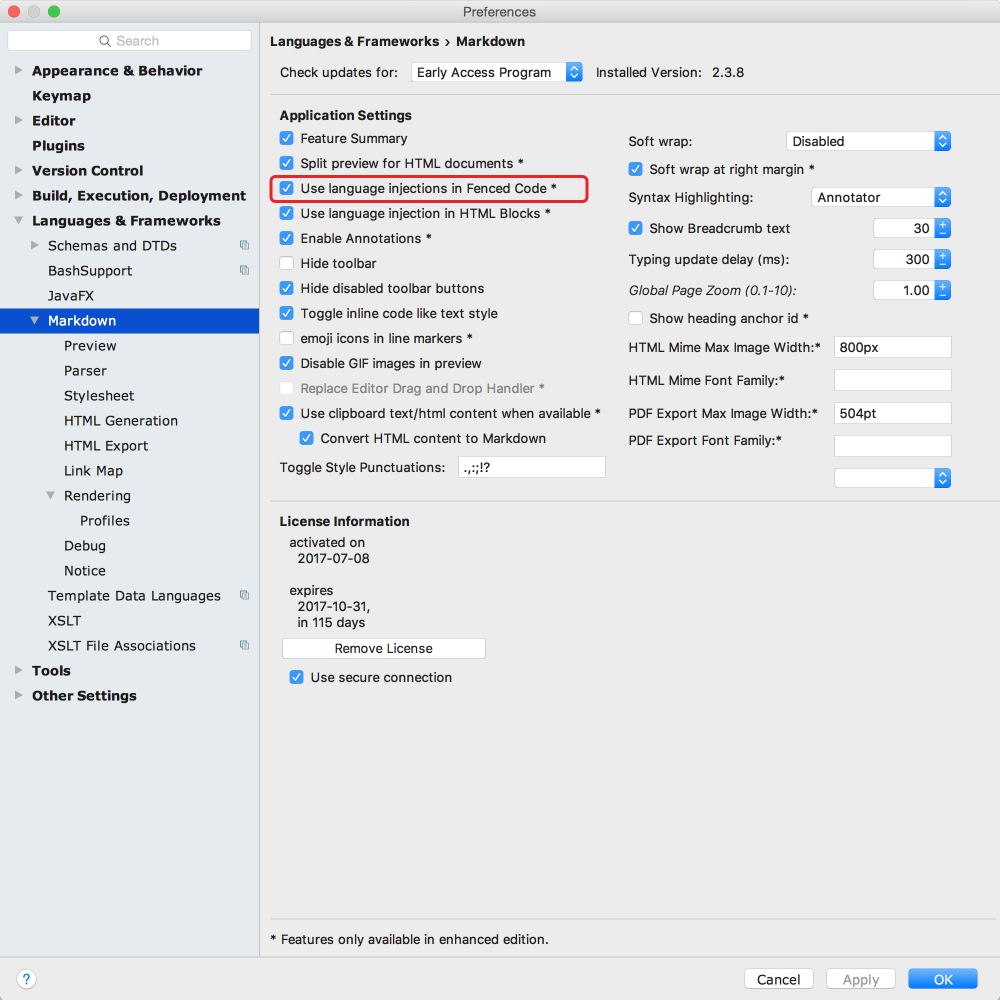 Preferences
Search
Appearance & Behavior
Keymap
Editor
Plugins
Version Control
Build, Execution, Deployment
Languages & Frameworks
Schemas and DTDs
BashSupport
JavaFX
Markdown
Preview
Parser
Stylesheet
HTML Generation
HTML Export
Link Map
Rendering
Profiles
Debug
Notice
Template Data Languages
XSLT
XSLT File Associations
Tools
Other Settings
?
Languages & Frameworks › Markdown
Check updates for: Early Access Program Installed Version: 2.3.8
Application Settings
Feature Summary
Split preview for HTML documents *
Use language injections in Fenced Code *
Use language injection in HTML Blocks *
Enable Annotations *
Hide toolbar
Hide disabled toolbar buttons
Toggle inline code like text style
emoji icons in line markers *
Disable GIF images in preview
Replace Editor Drag and Drop Handler *
Use clipboard text/html content when available *
Convert HTML content to Markdown
Toggle Style Punctuations: .,:;!?
Soft wrap: Disabled
Soft wrap at right margin *
Syntax Highlighting: Annotator
Show Breadcrumb text 30
Typing update delay (ms): 300
Global Page Zoom (0.1-10): 1.00
Show heading anchor id *
HTML Mime Max Image Width:* 800px
HTML Mime Font Family:*
PDF Export Max Image Width:* 504pt
PDF Export Font Family:*
License Information
activated on
2017-07-08
expires
2017-10-31,
in 115 days
Remove License
Use secure connection
* Features only available in enhanced edition.
Cancel Apply OK